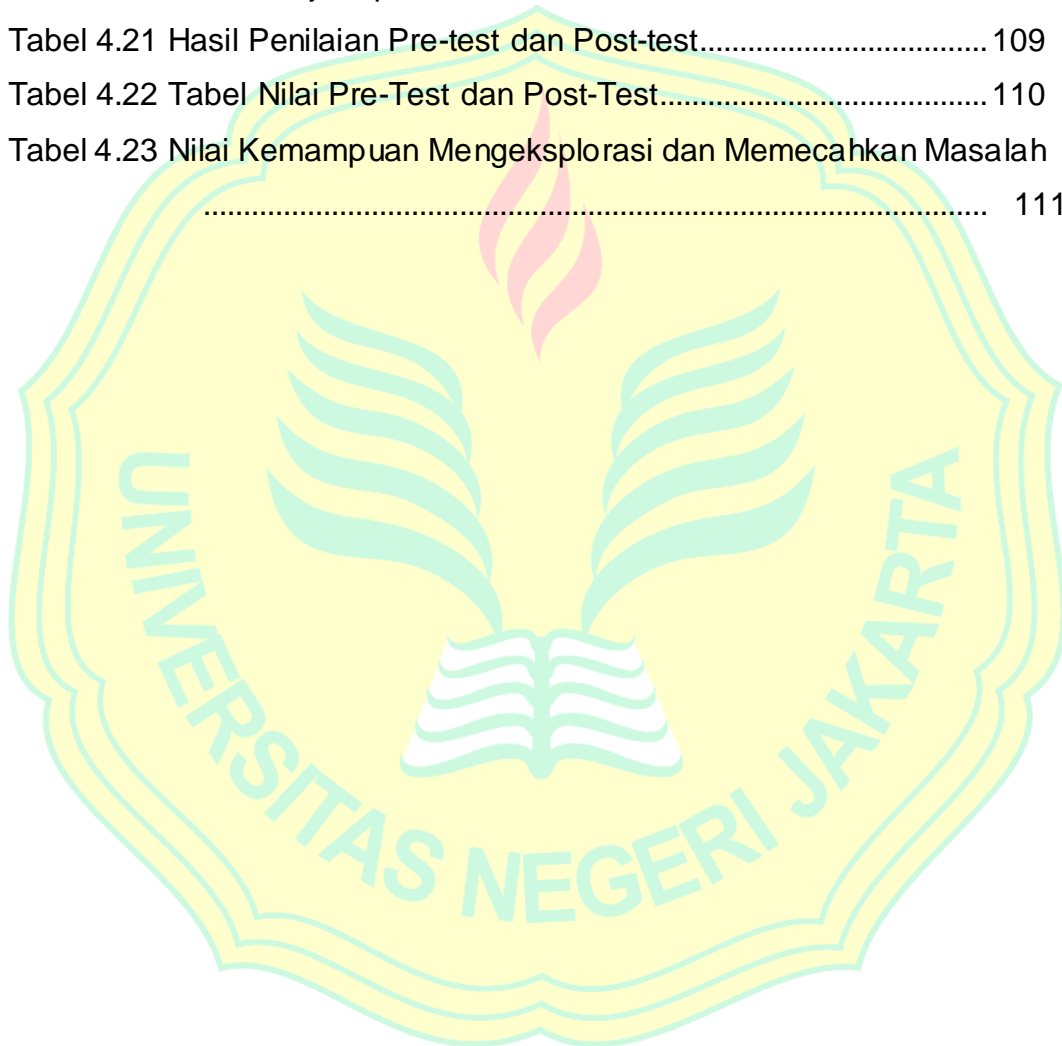 Tabel 4.21 Hasil Penilaian Pre-test dan Post-test.................................... 109
Tabel 4.22 Tabel Nilai Pre-Test dan Post-Test......................................... 110
Tabel 4.23 Nilai Kemampuan Mengeksplorasi dan Memecahkan Masalah
.................................................................................................. 111
UNIVERSITAS NEGERI JAKARTA